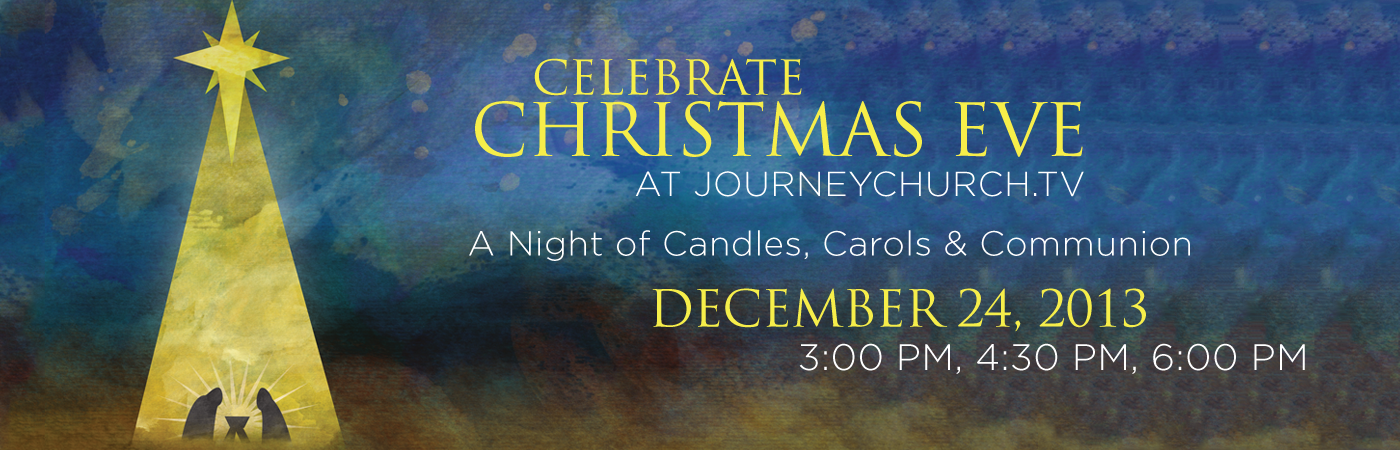 CELEBRATE
CHRISTMAS EVE
AT JOURNEYCHURCH.TV
A Night of Candles, Carols & Communion
DECEMBER 24, 2013
3:00 PM, 4:30 PM, 6:00 PM